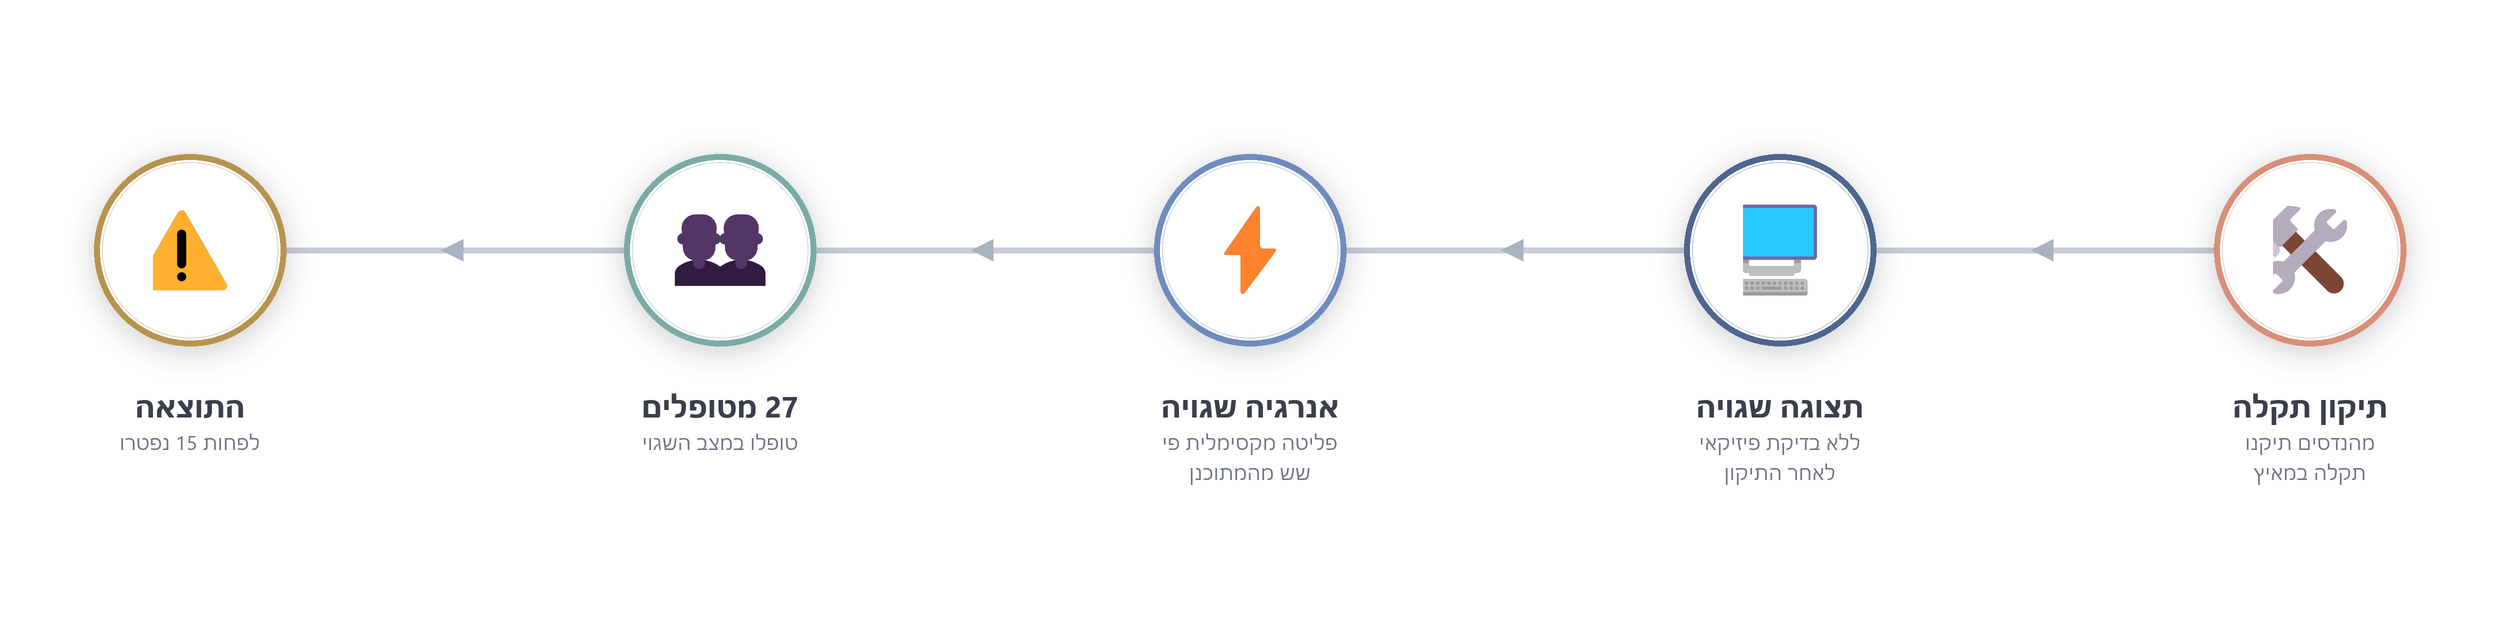 תיקון תקלה
מהנדסים תיקנו
תקלה במאיץ
תצוגה שגויה
ללא בדיקת פיזיקאי
לאחר התיקון
אנרגיה שגויה
פליטה מקסימלית פי
שש מהמתוכנן
27 מטופלים
טופלו במצב השגוי
התוצאה
לפחות 15 נפטרו